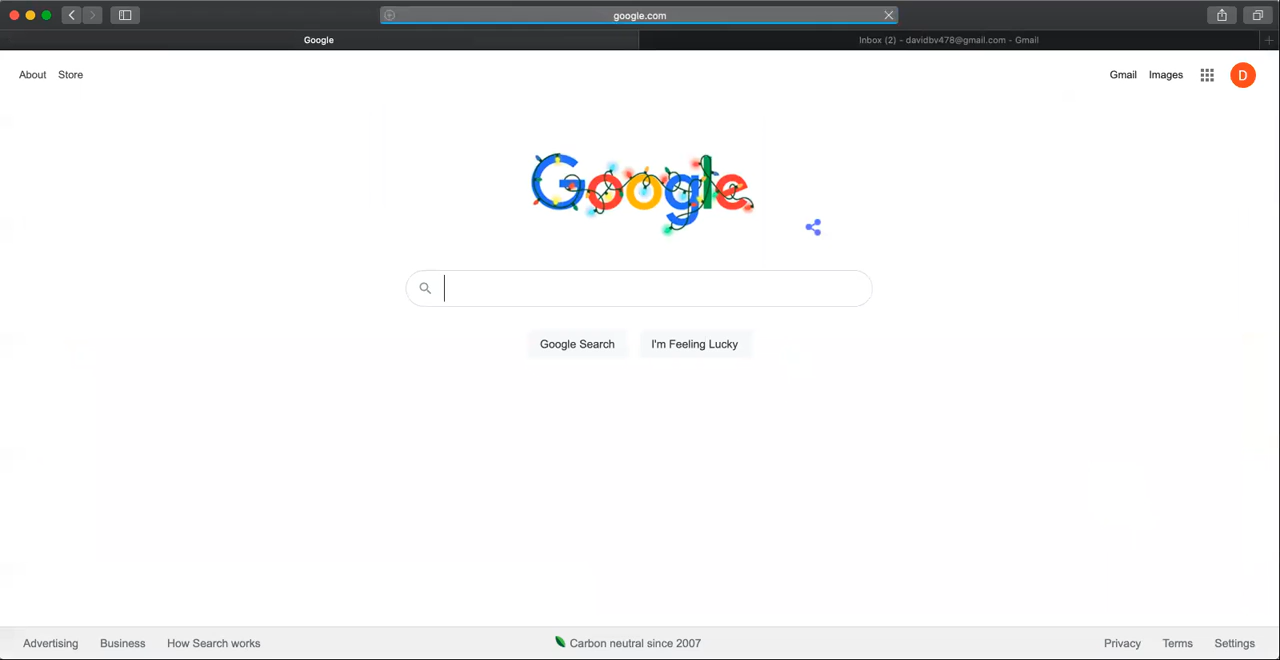 google.com
Google
Inbox (2) - davidbv478@gmail.com - Gmail
About Store
Gmail Images
D
Google
Google Search
I'm Feeling Lucky
Advertising Business How Search works
Carbon neutral since 2007
Privacy Terms Settings